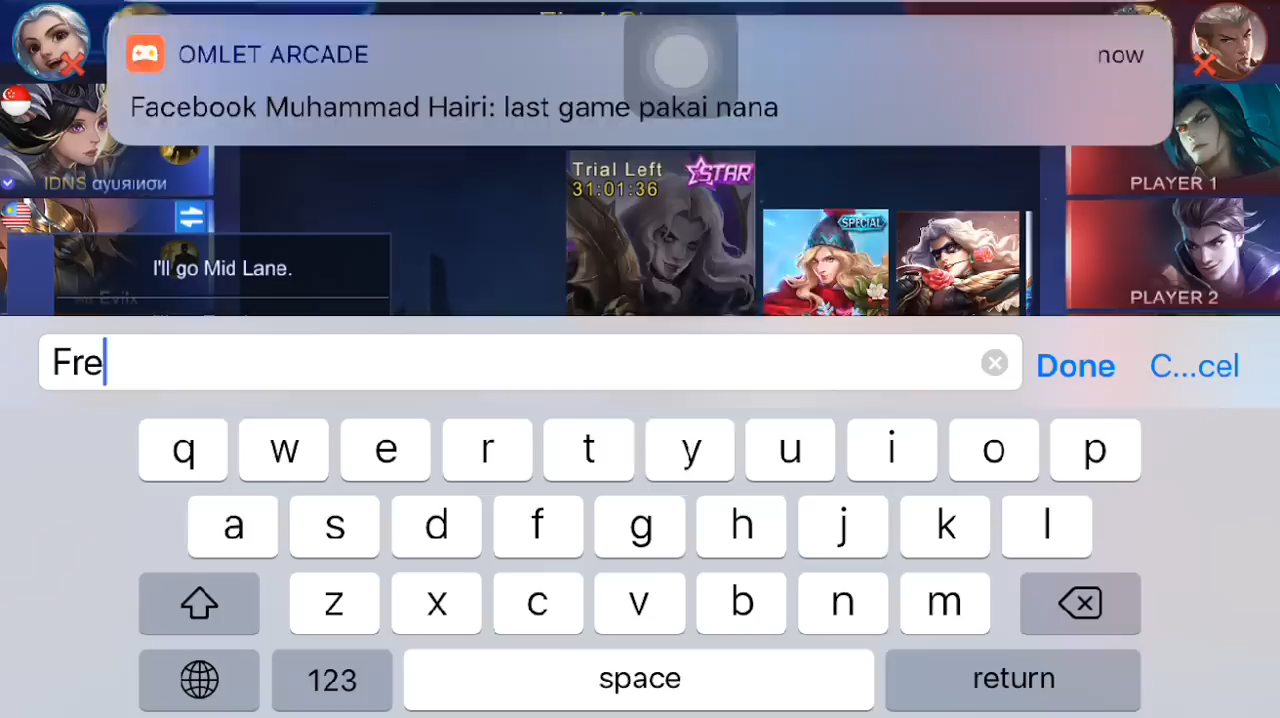 OMLET ARCADE
now
Facebook Muhammad Hairi: last game pakai nana
IDNS αyuяιиσи
Trial Left
31:01:36
STAR
SPECIAL
PLAYER 1
I'll go Mid Lane.
PLAYER 2
Fre
Done
C...cel
q w e r t y u i o p
a s d f g h j k l
z x c v b n m
123
space
return